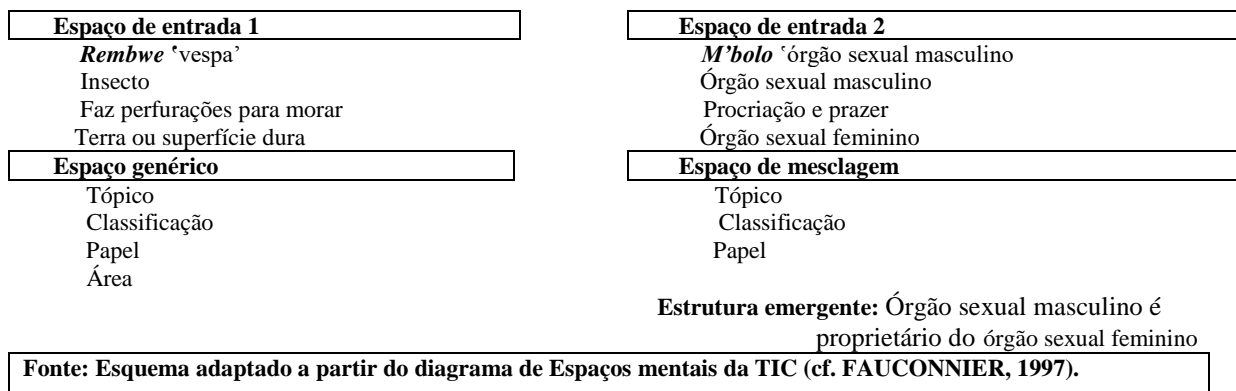 Espaço de entrada 1
Rembwe ‛vespa’
Insecto
Faz perfurações para morar
Terra ou superfície dura
Espaço genérico
Tópico
Classificação
Papel
Área
Espaço de entrada 2
M’bolo ‛órgão sexual masculino
Órgão sexual masculino
Procriação e prazer
Órgão sexual feminino
Espaço de mesclagem
Tópico
Classificação
Papel
Estrutura emergente: Órgão sexual masculino é
proprietário do órgão sexual feminino
Fonte: Esquema adaptado a partir do diagrama de Espaços mentais da TIC (cf. FAUCONNIER, 1997).